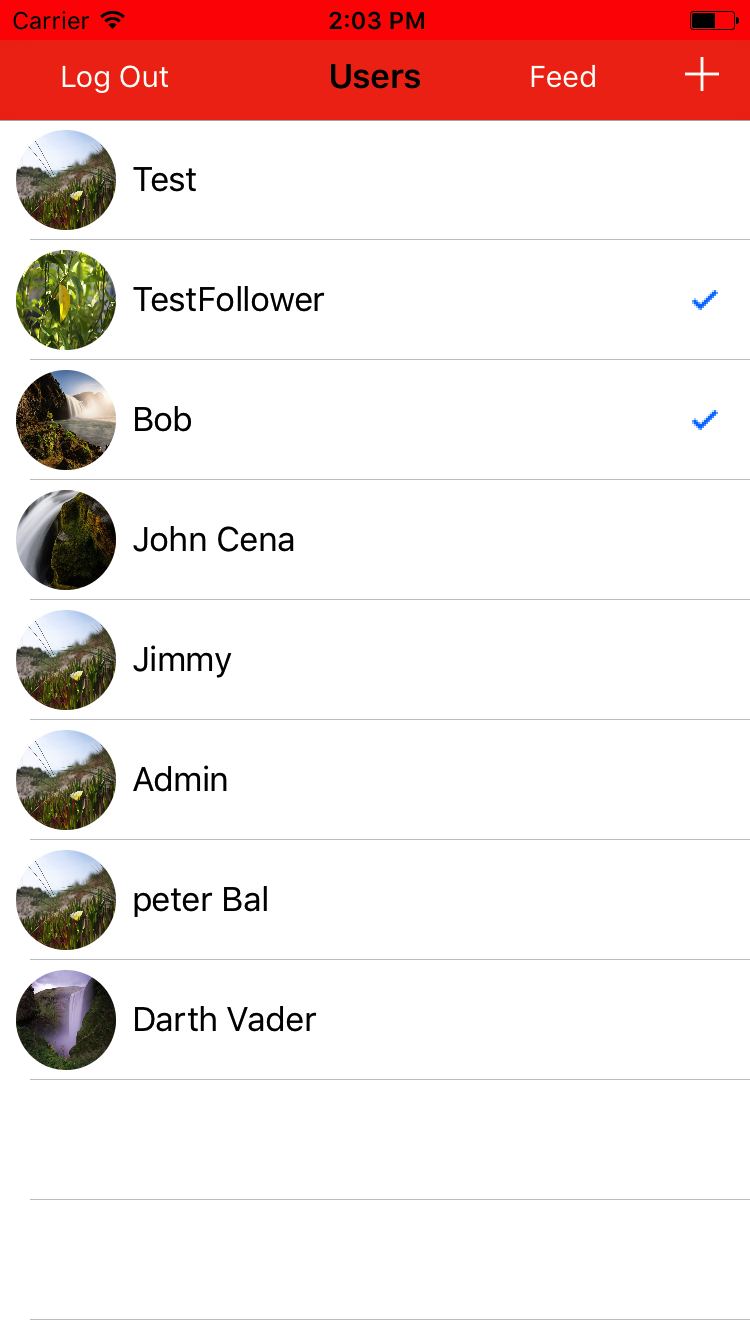 Carrier 2:03 PM
Log Out Users Feed
Test
TestFollower
Bob
John Cena
Jimmy
Admin
peter Bal
Darth Vader